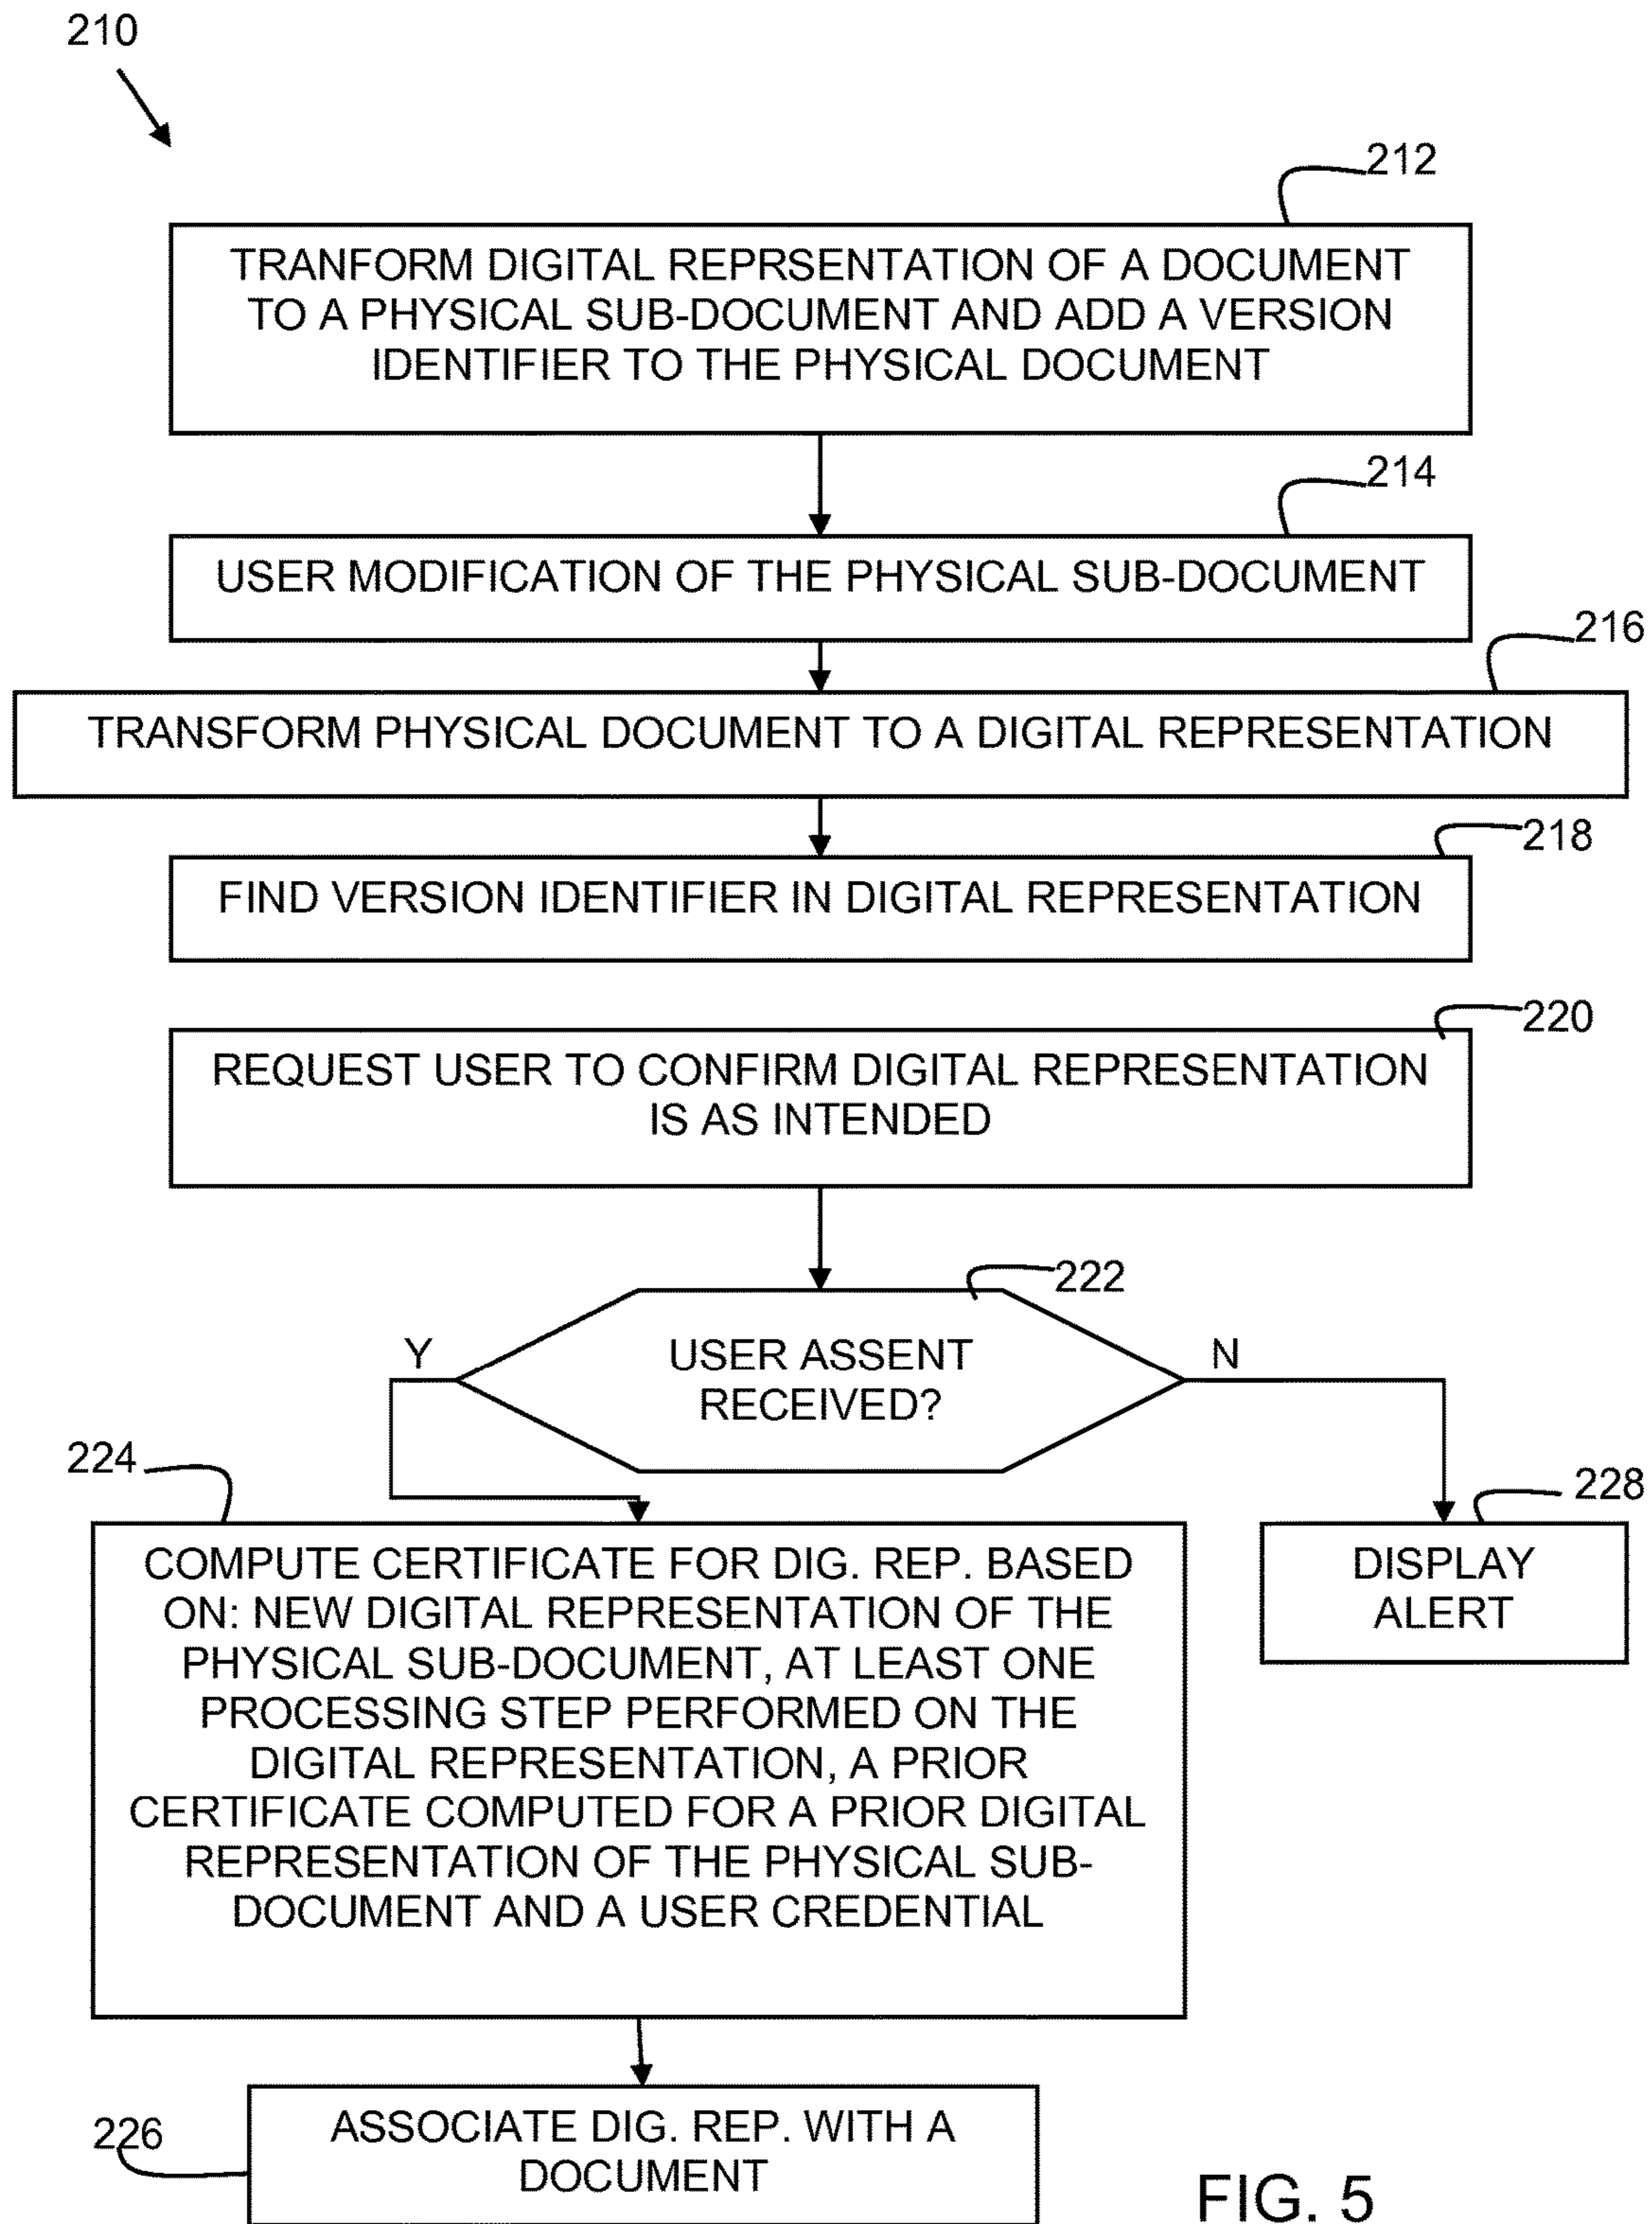 210
212
TRANFORM DIGITAL REPRSENTATION OF A DOCUMENT
TO A PHYSICAL SUB-DOCUMENT AND ADD A VERSION
IDENTIFIER TO THE PHYSICAL DOCUMENT
214
USER MODIFICATION OF THE PHYSICAL SUB-DOCUMENT
216
TRANSFORM PHYSICAL DOCUMENT TO A DIGITAL REPRESENTATION
218
FIND VERSION IDENTIFIER IN DIGITAL REPRESENTATION
220
REQUEST USER TO CONFIRM DIGITAL REPRESENTATION
IS AS INTENDED
222
Y
USER ASSENT
RECEIVED?
N
224
COMPUTE CERTIFICATE FOR DIG. REP. BASED
ON: NEW DIGITAL REPRESENTATION OF THE
PHYSICAL SUB-DOCUMENT, AT LEAST ONE
PROCESSING STEP PERFORMED ON THE
DIGITAL REPRESENTATION, A PRIOR
CERTIFICATE COMPUTED FOR A PRIOR DIGITAL
REPRESENTATION OF THE PHYSICAL SUB-
DOCUMENT AND A USER CREDENTIAL
228
DISPLAY
ALERT
226
ASSOCIATE DIG. REP. WITH A
DOCUMENT
FIG. 5